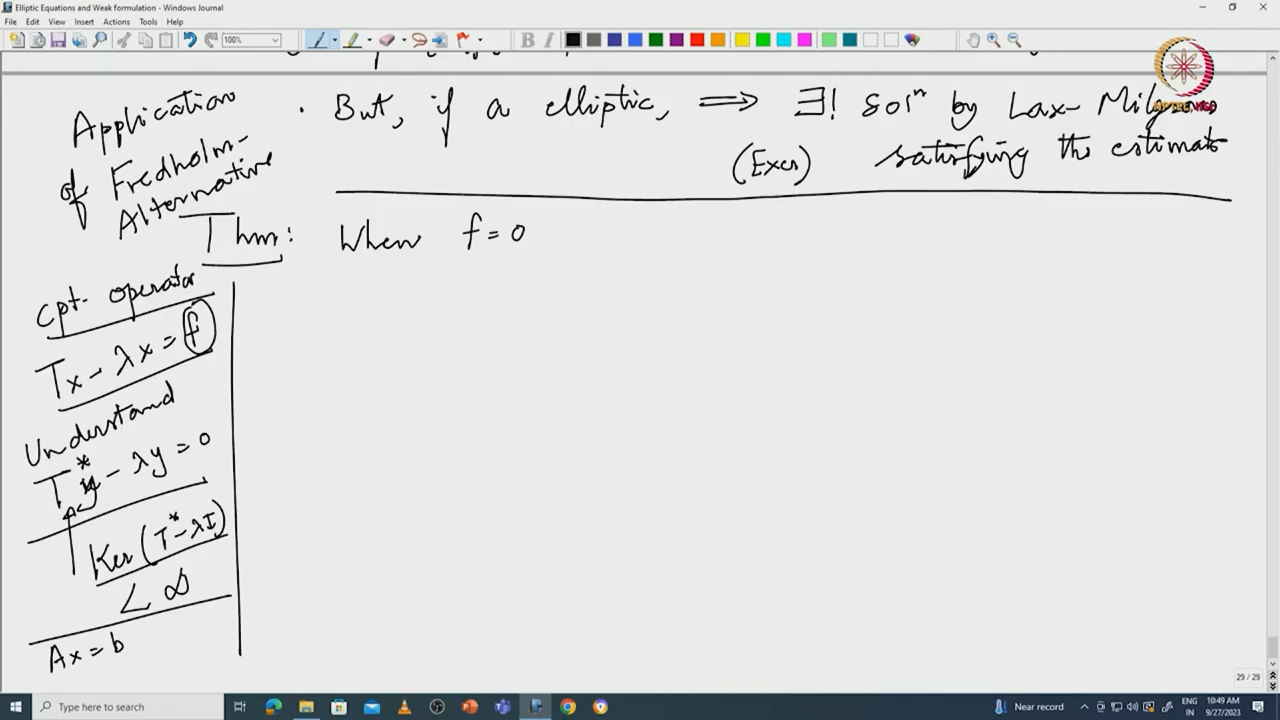 Elliptic Equations and Weak formulation - Windows Journal
File Edit View Insert Actions Tools Help
100%
Application
of Fredholm-
Alternative
. But, if a elliptic, ⟹ ∃! Solⁿ by Lax-Milgram
(Exer) satisfying the estimate
Thm: When f = 0
Cpt- operator
Tx - λx = f
Understand
T* y - λy = 0
Ker (T* - λI)
< ∞
Ax = b
29 / 29
Type here to search
Near record
ENG
IN
10:49 AM
9/27/2023